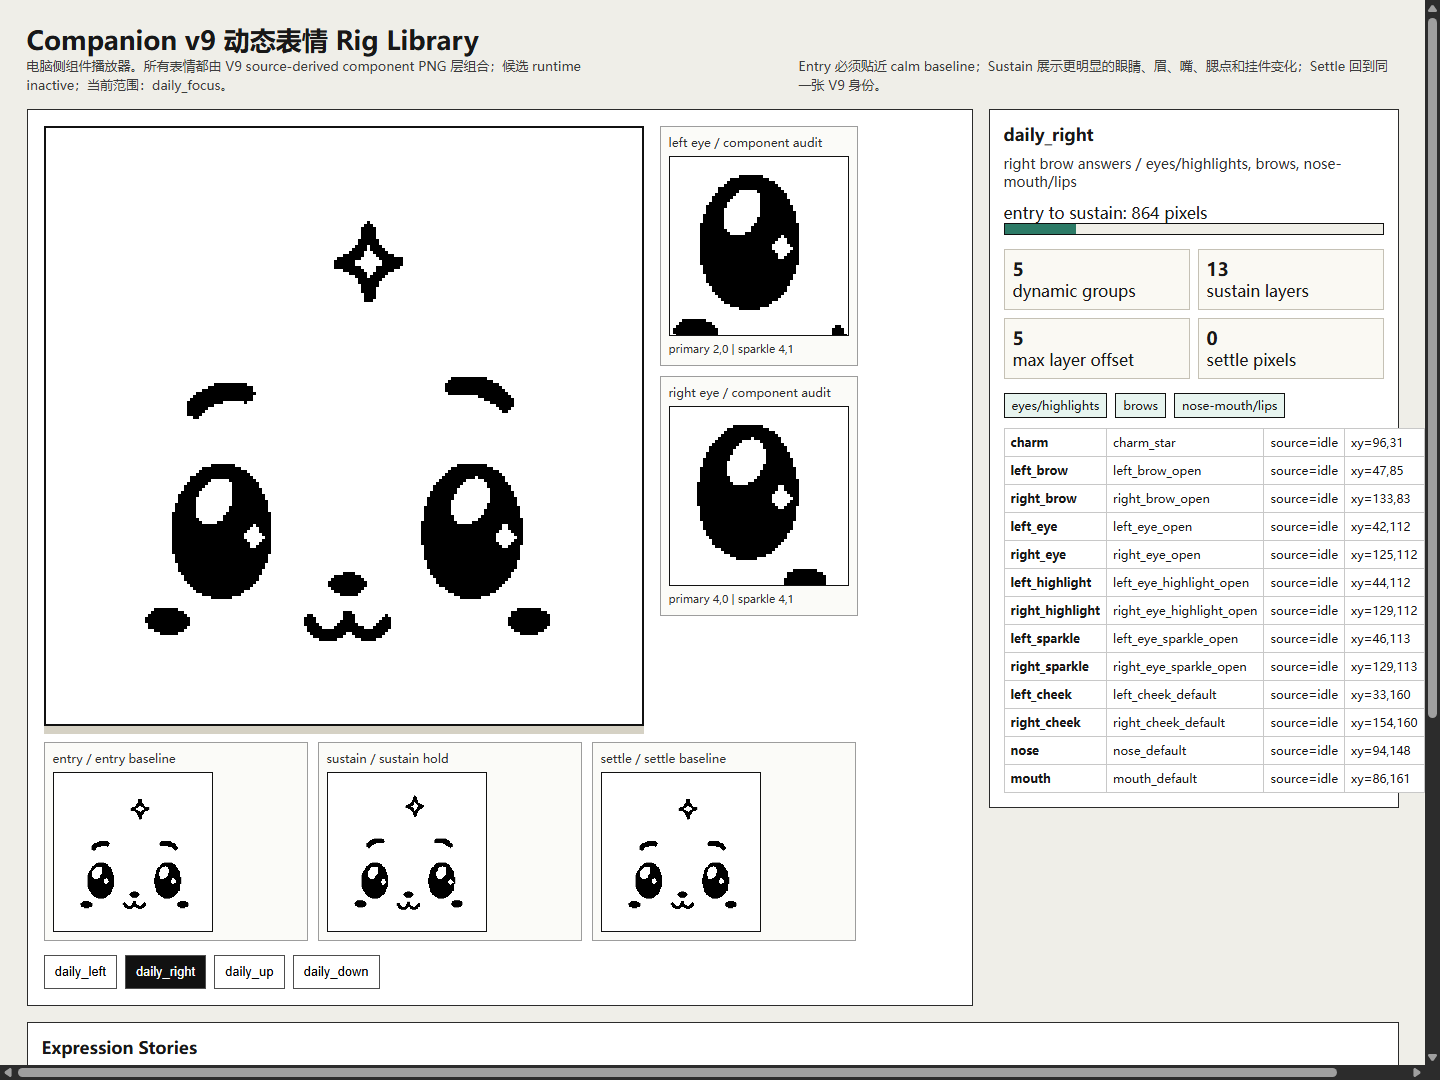 Companion v9 动态表情 Rig Library
电脑侧组件播放器。所有表情都由 V9 source-derived component PNG 层组合；候选 runtime
inactive；当前范围：daily_focus。
Entry 必须贴近 calm baseline；Sustain 展示更明显的眼睛、眉、嘴、腮点和挂件变化；Settle 回到同
一张 V9 身份。
left eye / component audit
primary 2,0 | sparkle 4,1
right eye / component audit
primary 4,0 | sparkle 4,1
entry / entry baseline
sustain / sustain hold
settle / settle baseline
daily_left
daily_right
daily_up
daily_down
daily_right
right brow answers / eyes/highlights, brows, nose-
mouth/lips
entry to sustain: 864 pixels
5
dynamic groups
13
sustain layers
5
max layer offset
0
settle pixels
eyes/highlights
brows
nose-mouth/lips
charm charm_star source=idle xy=96,31
left_brow left_brow_open source=idle xy=47,85
right_brow right_brow_open source=idle xy=133,83
left_eye left_eye_open source=idle xy=42,112
right_eye right_eye_open source=idle xy=125,112
left_highlight left_eye_highlight_open source=idle xy=44,112
right_highlight right_eye_highlight_open source=idle xy=129,112
left_sparkle left_eye_sparkle_open source=idle xy=46,113
right_sparkle right_eye_sparkle_open source=idle xy=129,113
left_cheek left_cheek_default source=idle xy=33,160
right_cheek right_cheek_default source=idle xy=154,160
nose nose_default source=idle xy=94,148
mouth mouth_default source=idle xy=86,161
Expression Stories